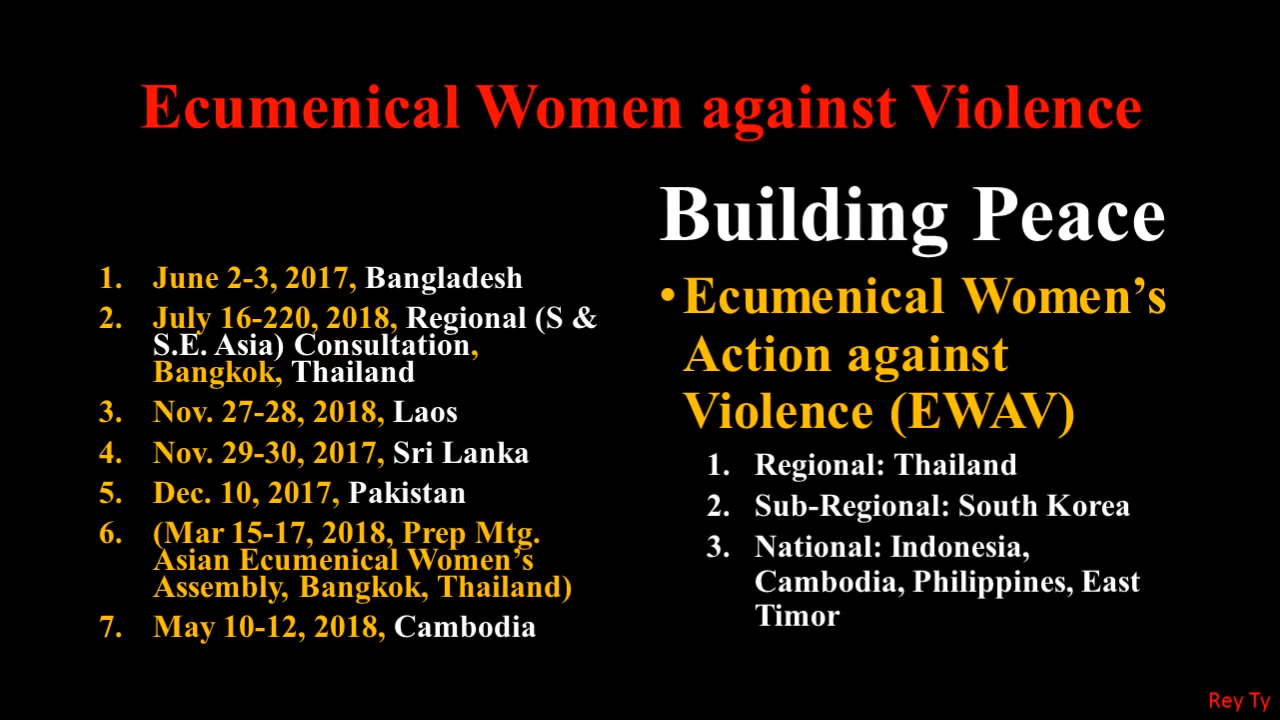 Ecumenical Women against Violence
1. June 2-3, 2017, Bangladesh
2. July 16-220, 2018, Regional (S &
S.E. Asia) Consultation,
Bangkok, Thailand
3. Nov. 27-28, 2018, Laos
4. Nov. 29-30, 2017, Sri Lanka
5. Dec. 10, 2017, Pakistan
6. (Mar 15-17, 2018, Prep Mtg.
Asian Ecumenical Women’s
Assembly, Bangkok, Thailand)
7. May 10-12, 2018, Cambodia
Building Peace
• Ecumenical Women’s
Action against
Violence (EWAV)
1. Regional: Thailand
2. Sub-Regional: South Korea
3. National: Indonesia,
Cambodia, Philippines, East
Timor
Rey Ty